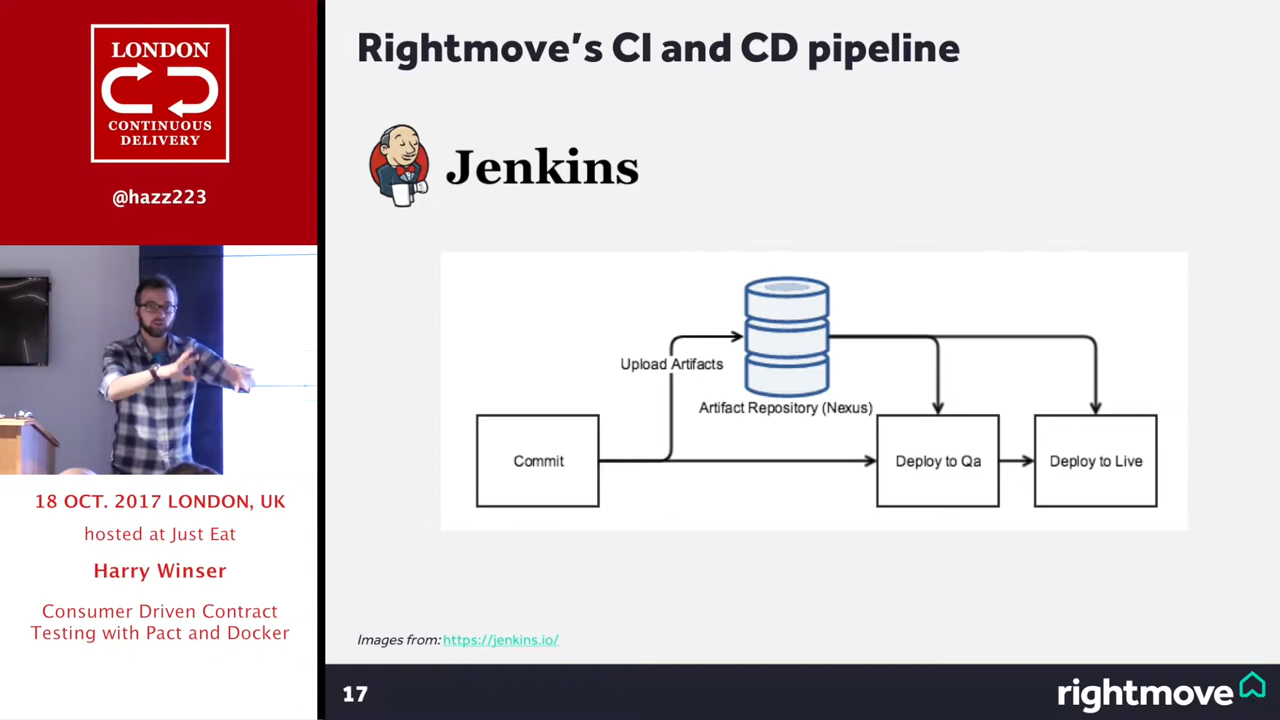 LONDON
CONTINUOUS
DELIVERY
@hazz223
18 OCT. 2017 LONDON, UK
hosted at Just Eat
Harry Winser
Consumer Driven Contract
Testing with Pact and Docker
Rightmove's CI and CD pipeline
Jenkins
Upload Artifacts
Artifact Repository (Nexus)
Commit
Deploy to Qa
Deploy to Live
Images from: https://jenkins.io/
17
rightmove